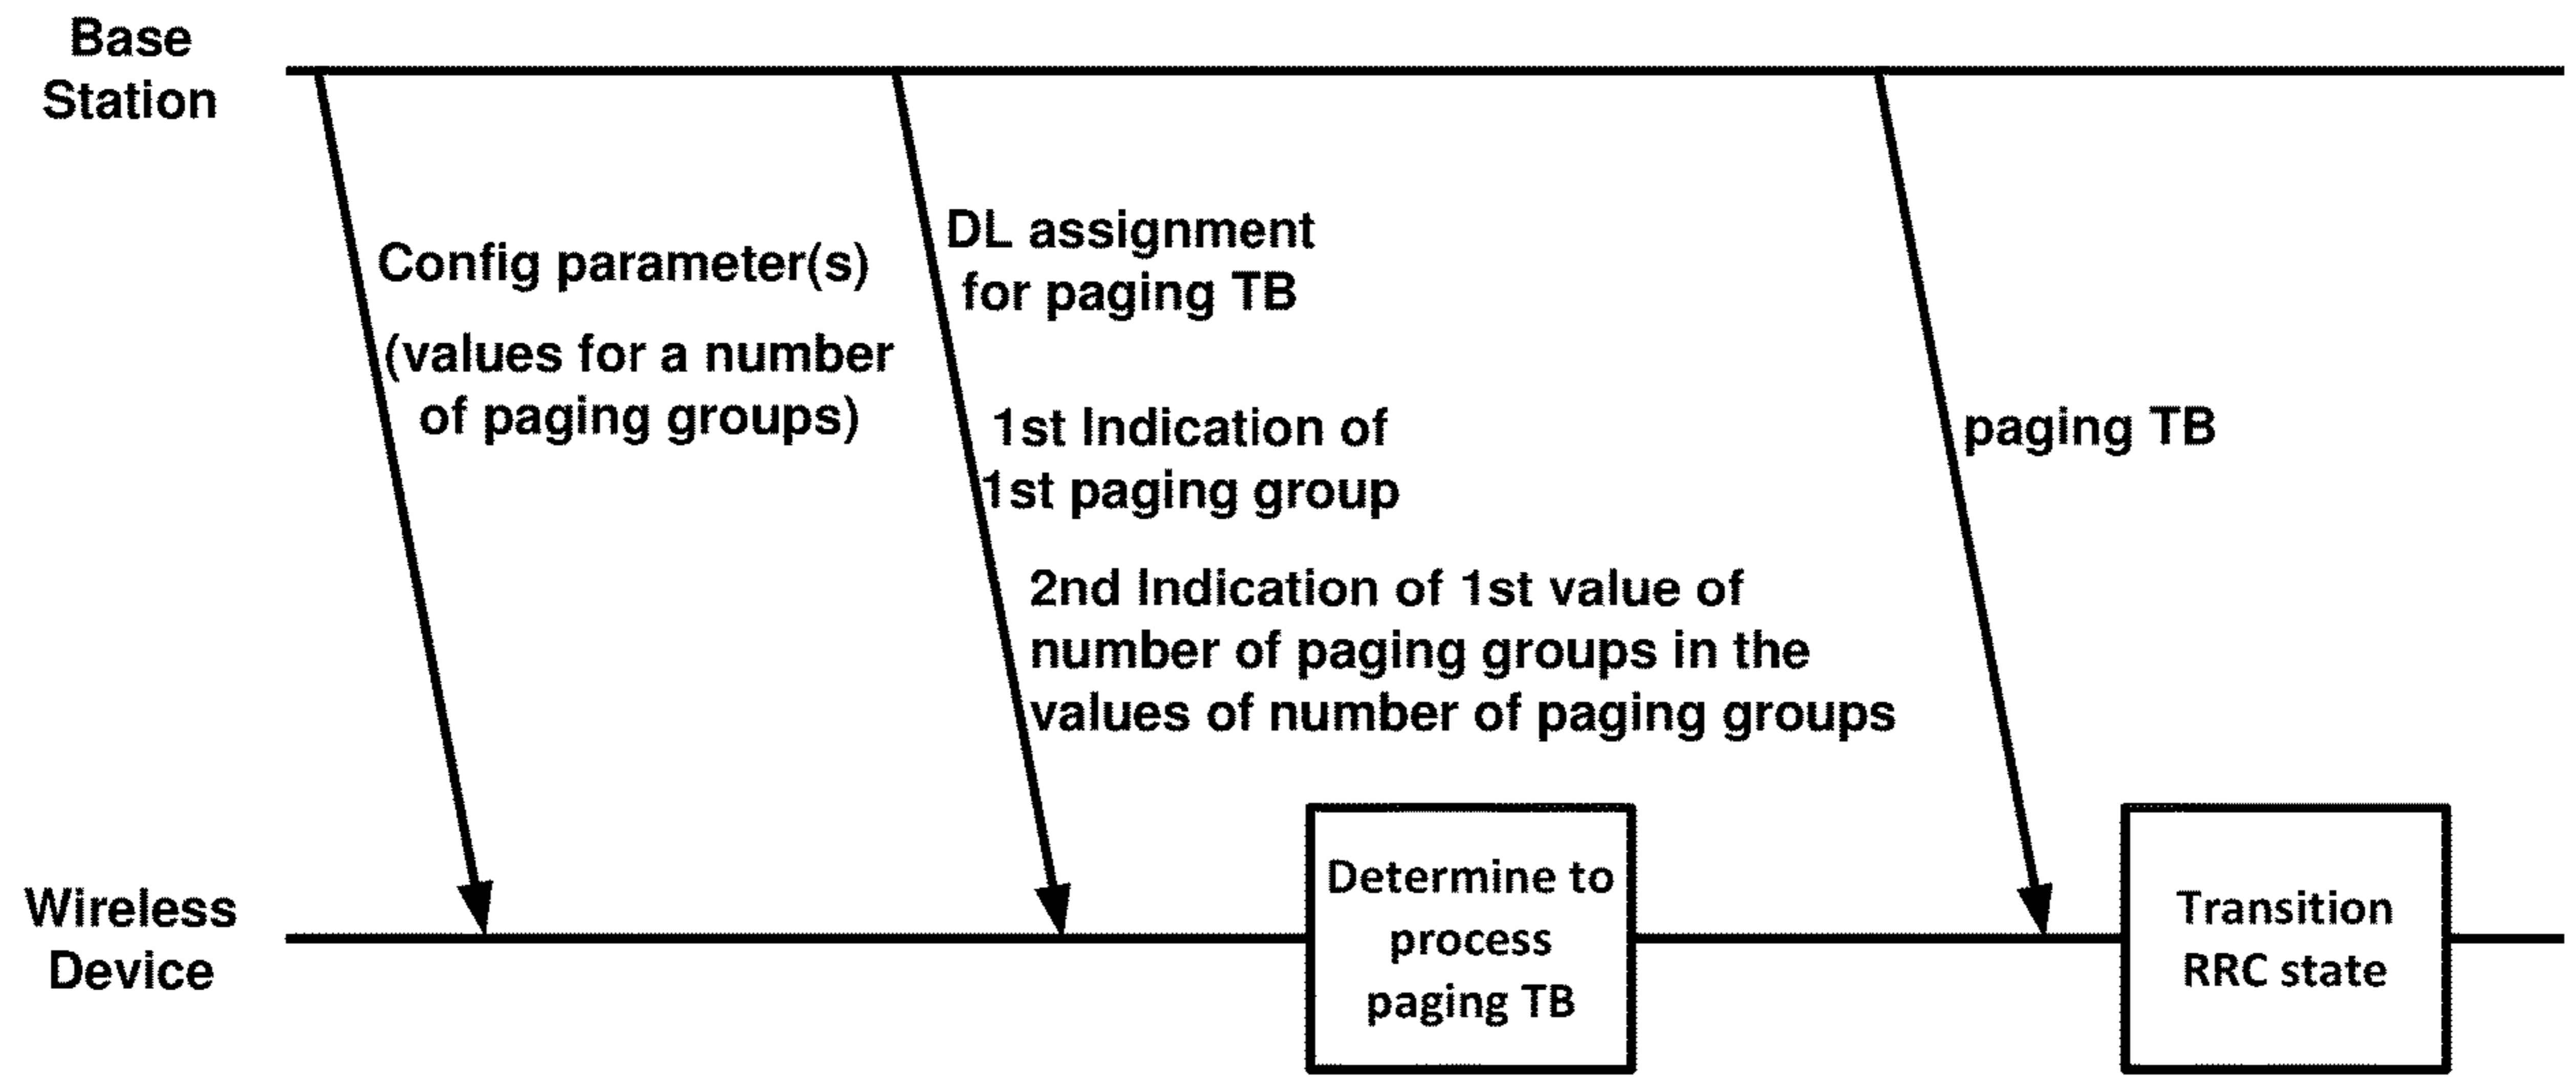 Base
Station
Config parameter(s)
(values for a number
of paging groups)
DL assignment
for paging TB
1st Indication of
1st paging group
2nd Indication of 1st value of
number of paging groups in the
values of number of paging groups
paging TB
Wireless
Device
Determine to
process
paging TB
Transition
RRC state